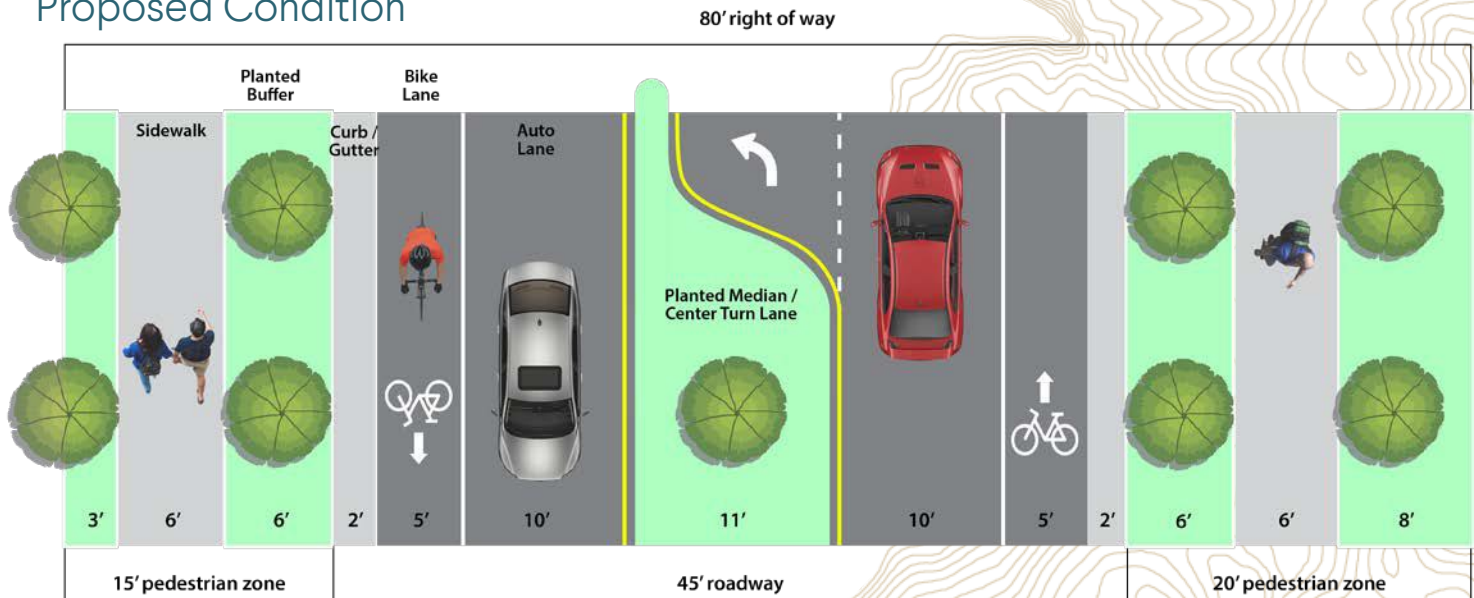 Proposed Condition
80' right of way
Planted
Buffer
Bike
Lane
Sidewalk
Curb /
Gutter
Auto
Lane
Planted Median /
Center Turn Lane
3'
6'
6'
2'
5'
10'
11'
10'
5'
2'
6'
6'
8'
15' pedestrian zone
45' roadway
20' pedestrian zone